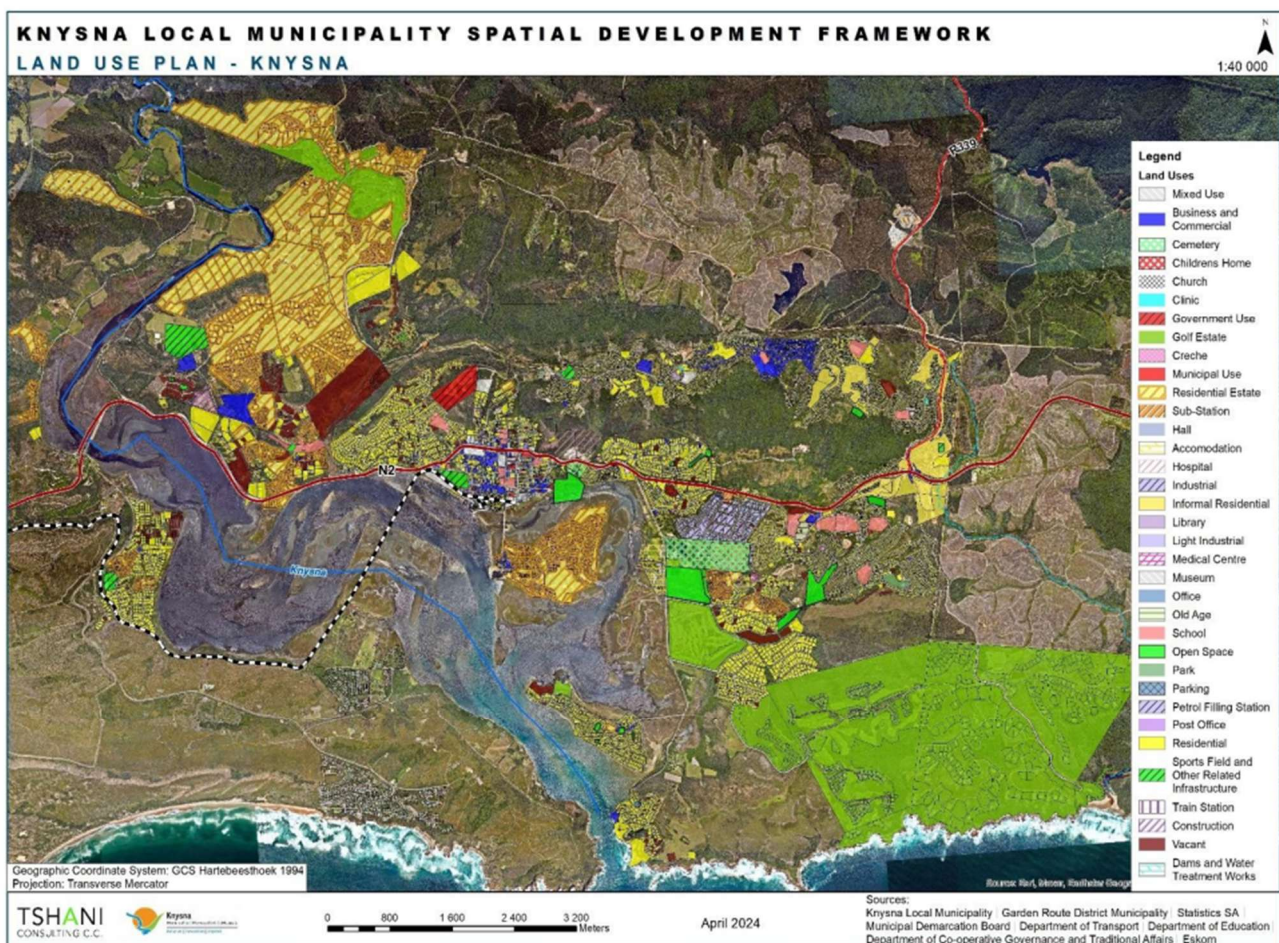 KNYSNA LOCAL MUNICIPALITY SPATIAL DEVELOPMENT FRAMEWORK
LAND USE PLAN - KNYSNA
N
1:40 000
R339
N2
Knysna
Legend
Land Uses
Mixed Use
Business and
Commercial
Cemetery
Childrens Home
Church
Clinic
Government Use
Golf Estate
Creche
Municipal Use
Residential Estate
Sub-Station
Hall
Accomodation
Hospital
Industrial
Informal Residential
Library
Light Industrial
Medical Centre
Museum
Office
Old Age
School
Open Space
Park
Parking
Petrol Filling Station
Post Office
Residential
Sports Field and
Other Related
Infrastructure
Train Station
Construction
Vacant
Dams and Water
Treatment Works
Geographic Coordinate System: GCS Hartebeesthoek 1994
Projection: Transverse Mercator
Source: Esri, Maxar, Earthstar Geogr
TSHANI
CONSULTING C.C.
Knysna
0 800 1 600 2 400 3 200
Meters
April 2024
Sources:
Knysna Local Municipality | Garden Route District Municipality | Statistics SA
Municipal Demarcation Board | Department of Transport | Department of Education
Department of Co-operative Governance and Traditional Affairs | Eskom